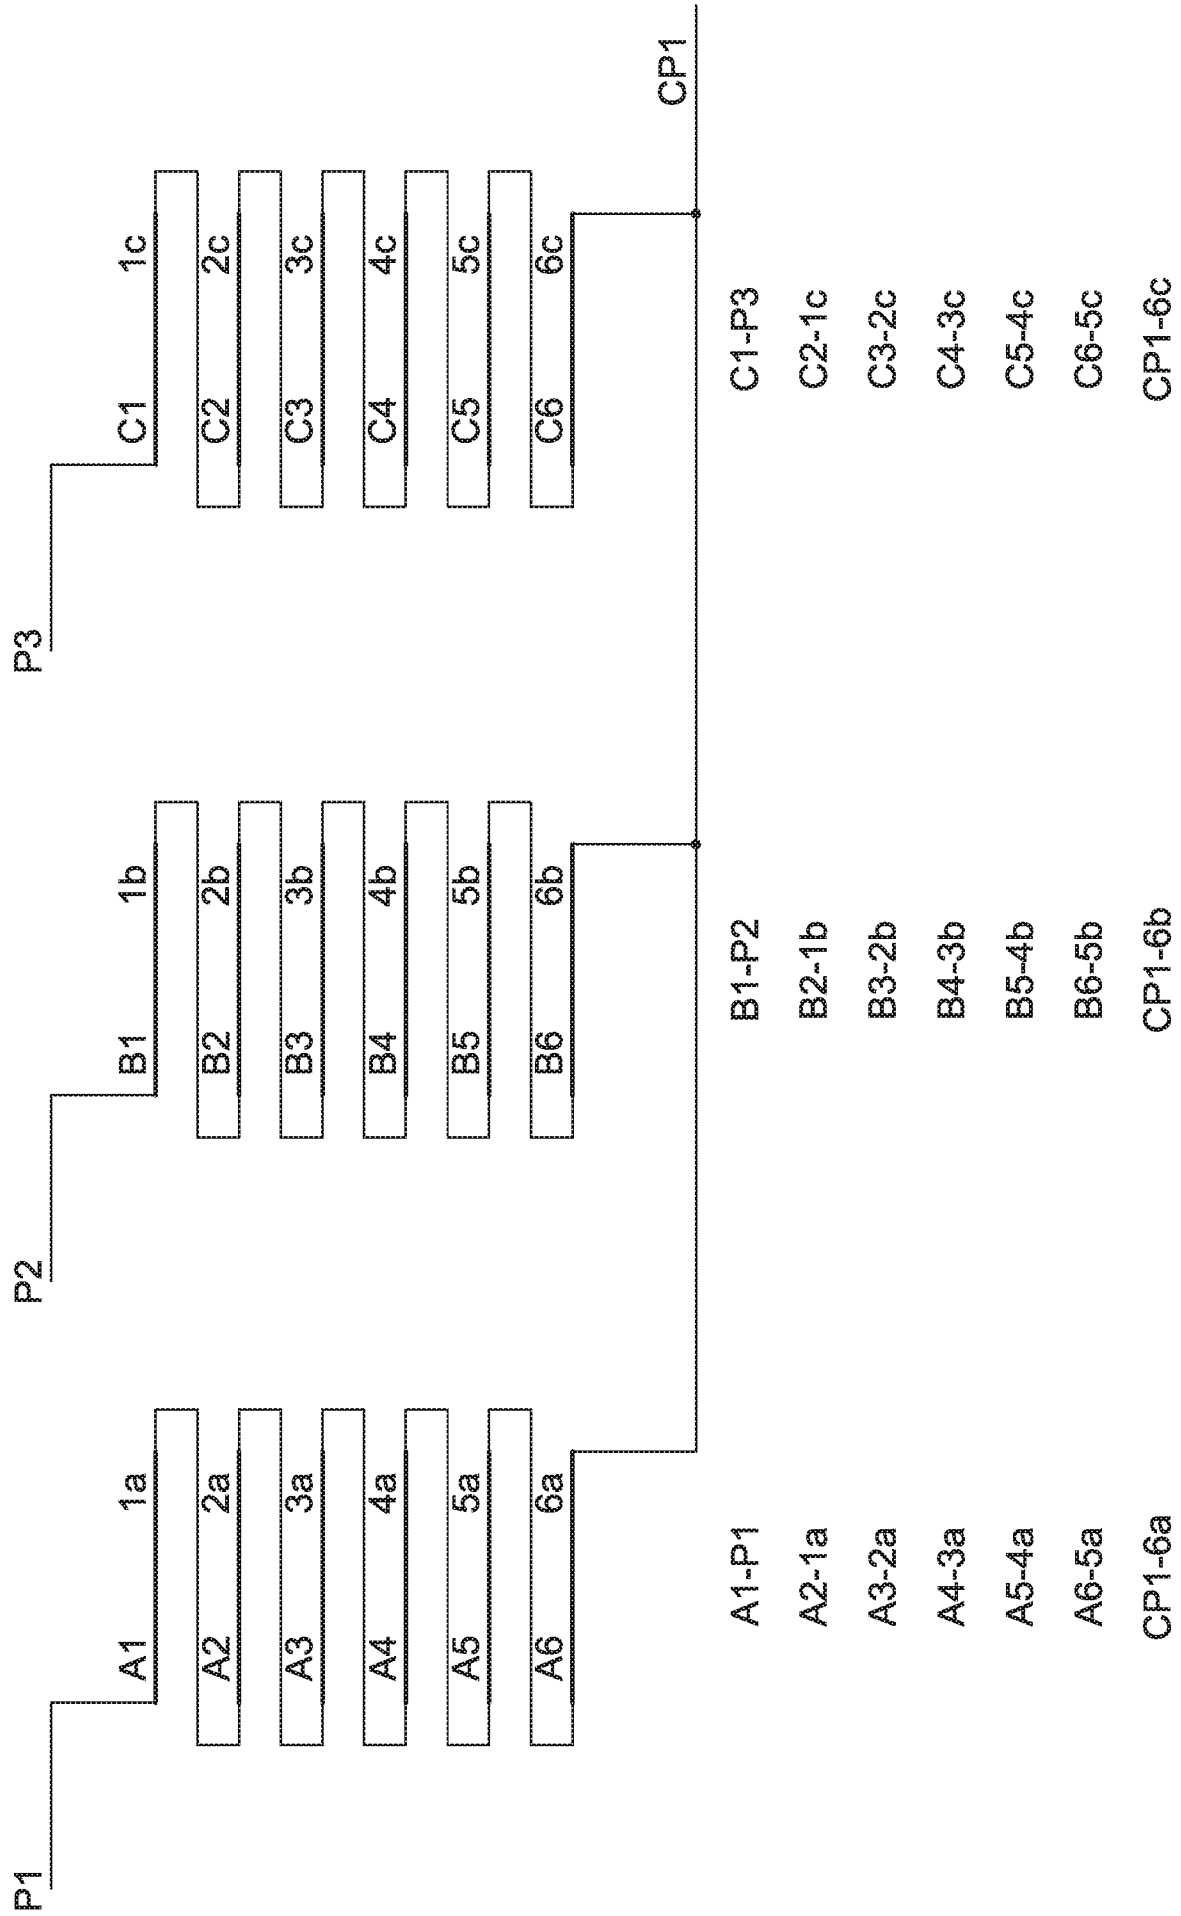 P1
A1 1a
A2 2a
A3 3a
A4 4a
A5 5a
A6 6a
P2
B1 1b
B2 2b
B3 3b
B4 4b
B5 5b
B6 6b
P3
C1 1c
C2 2c
C3 3c
C4 4c
C5 5c
C6 6c
CP1
A1-P1
A2-1a
A3-2a
A4-3a
A5-4a
A6-5a
CP1-6a
B1-P2
B2-1b
B3-2b
B4-3b
B5-4b
B6-5b
CP1-6b
C1-P3
C2-1c
C3-2c
C4-3c
C5-4c
C6-5c
CP1-6c